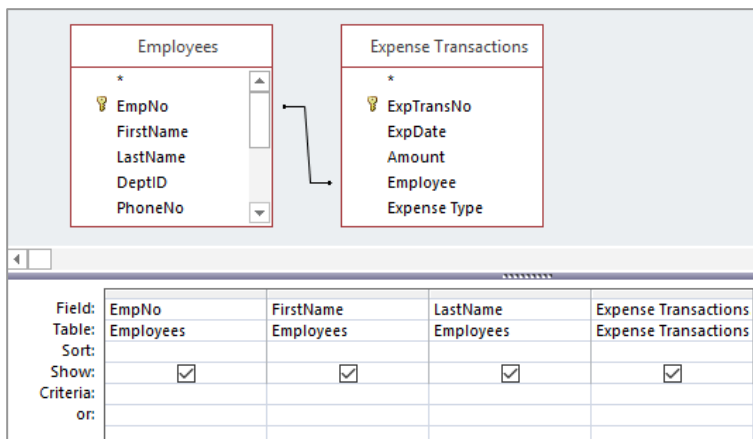 Employees
*
EmpNo
FirstName
LastName
DeptID
PhoneNo
Expense Transactions
*
ExpTransNo
ExpDate
Amount
Employee
Expense Type
Field: EmpNo FirstName LastName Expense Transactions
Table: Employees Employees Employees Expense Transactions
Sort:
Show:
Criteria:
or: